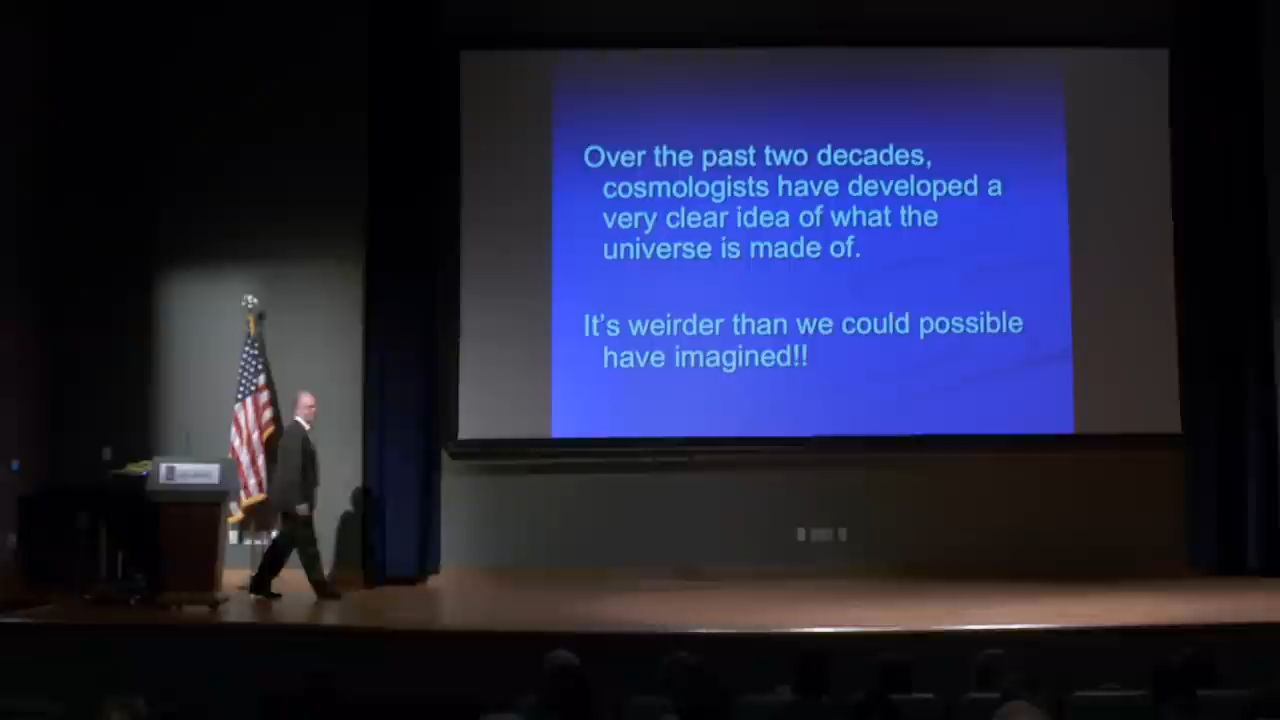 Over the past two decades,
cosmologists have developed a
very clear idea of what the
universe is made of.
It's weirder than we could possible
have imagined!!